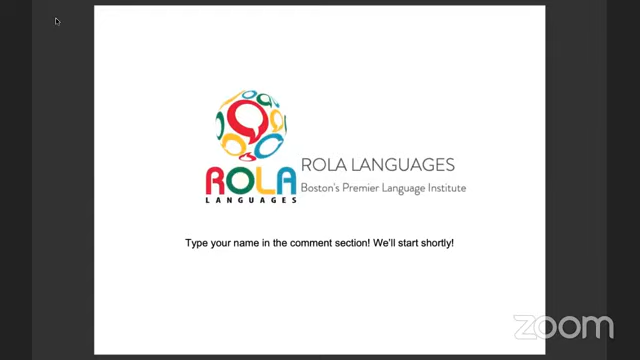 ROLA
LANGUAGES
ROLA LANGUAGES
Boston's Premier Language Institute
Type your name in the comment section! We'll start shortly!
zoom